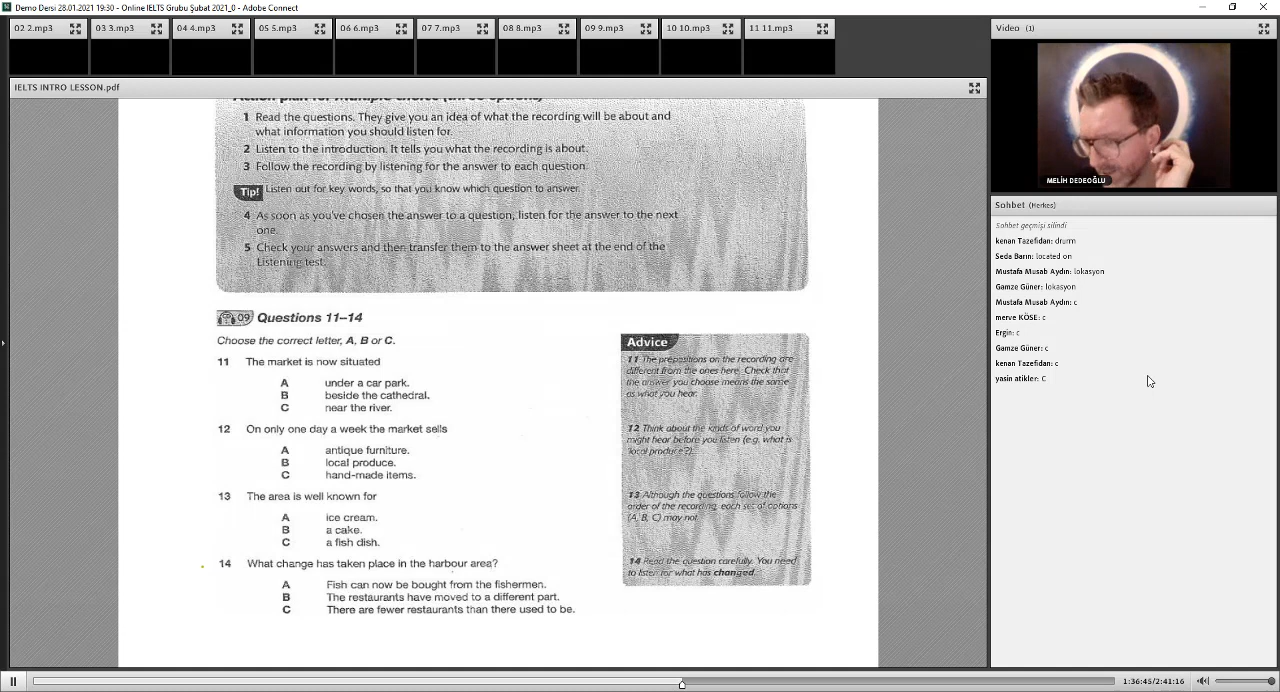 Demo Dersi 28.01.2021 19:30 - Online IELTS Grubu Şubat 2021_0 - Adobe Connect
02 2.mp3
03 3.mp3
04 4.mp3
05 5.mp3
06 6.mp3
07 7.mp3
08 8.mp3
09 9.mp3
10 10.mp3
11 11.mp3
IELTS INTRO LESSON.pdf
Action plan for Multiple choice (three options)
1 Read the questions. They give you an idea of what the recording will be about and
what information you should listen for.
2 Listen to the introduction. It tells you what the recording is about.
3 Follow the recording by listening for the answer to each question.
Tip! Listen out for key words, so that you know which question to answer.
4 As soon as you've chosen the answer to a question, listen for the answer to the next
one.
5 Check your answers and then transfer them to the answer sheet at the end of the
Listening test.
09 Questions 11–14
Choose the correct letter, A, B or C.
11 The market is now situated
A under a car park.
B beside the cathedral.
C near the river.
12 On only one day a week the market sells
A antique furniture.
B local produce.
C hand-made items.
13 The area is well known for
A ice cream.
B a cake.
C a fish dish.
14 What change has taken place in the harbour area?
A Fish can now be bought from the fishermen.
B The restaurants have moved to a different part.
C There are fewer restaurants than there used to be.
Advice
11 The prepositions on the recording are
different from the ones here. Check that
the answer you choose means the same
as what you hear.
12 Think about the kinds of word you
might hear before you listen (e.g. what is
'local produce'?).
13 Although the questions follow the
order of the recording, each set of options
(A, B, C) may not.
14 Read the question carefully. You need
to listen for what has changed.
Video (1)
MELİH DEDEOĞLU
Sohbet (Herkes)
Sohbet geçmişi silindi
kenan Tazefidan: drurm
Seda Barın: located on
Mustafa Musab Aydın: lokasyon
Gamze Güner: lokasyon
Mustafa Musab Aydın: c
merve KÖSE: c
Ergin: c
Gamze Güner: c
kenan Tazefidan: c
yasin atikler: C
1:36:45/2:41:16